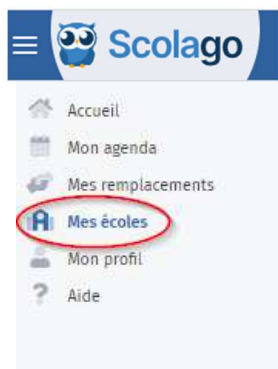 Scolago
Accueil
Mon agenda
Mes remplacements
Mes écoles
Mon profil
Aide